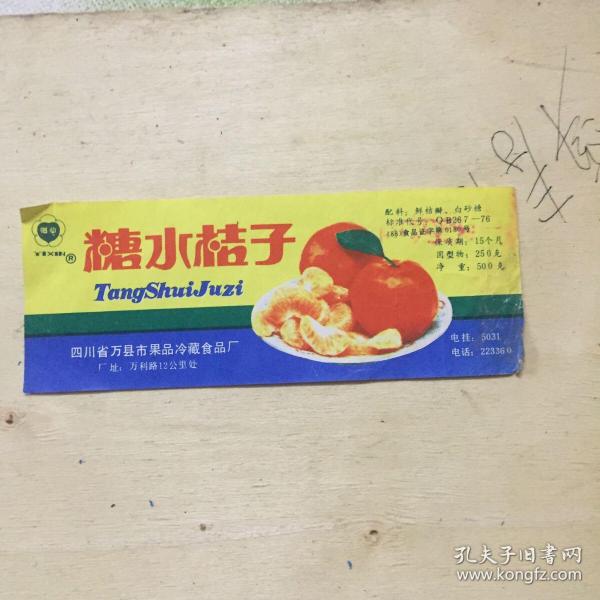 YIXIN®
糖水桔子
TangShuiJuzi
配料：鲜桔瓣、白砂糖
标准代号：QB267—76
保质期：15个月
固型物：250克
净 重：500克
四川省万县市果品冷藏食品厂
厂址：万利路12公里处
电挂：5031
电话：223360
孔夫子旧書网
www.kongfz.com